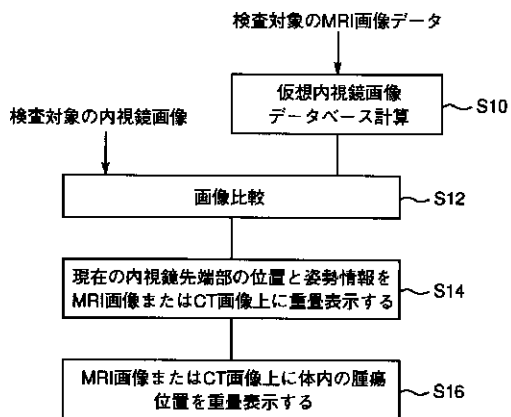 検査対象のMRI画像データ
仮想内視鏡画像
データベース計算
S10
検査対象の内視鏡画像
画像比較
S12
現在の内視鏡先端部の位置と姿勢情報を
MRI画像またはCT画像上に重畳表示する
S14
MRI画像またはCT画像上に体内の腫瘍
位置を重畳表示する
S16